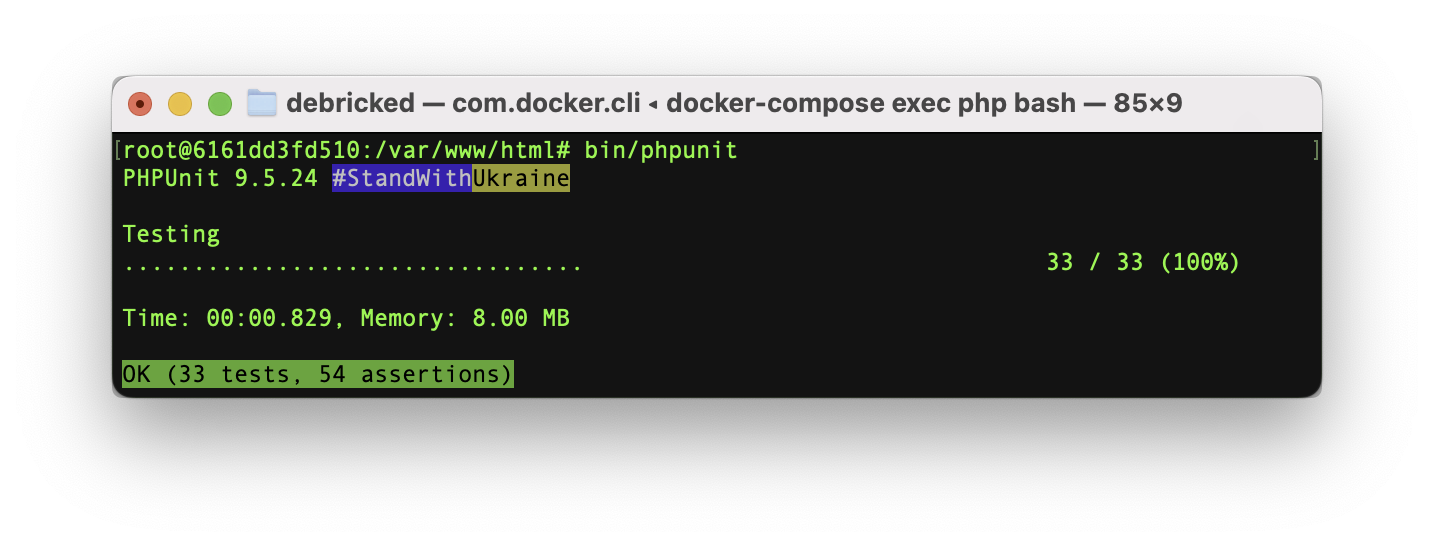 debricked — com.docker.cli ◂ docker-compose exec php bash — 85×9
[root@6161dd3fd510:/var/www/html# bin/phpunit ]
PHPUnit 9.5.24 #StandWithUkraine
Testing
................................. 33 / 33 (100%)
Time: 00:00.829, Memory: 8.00 MB
OK (33 tests, 54 assertions)